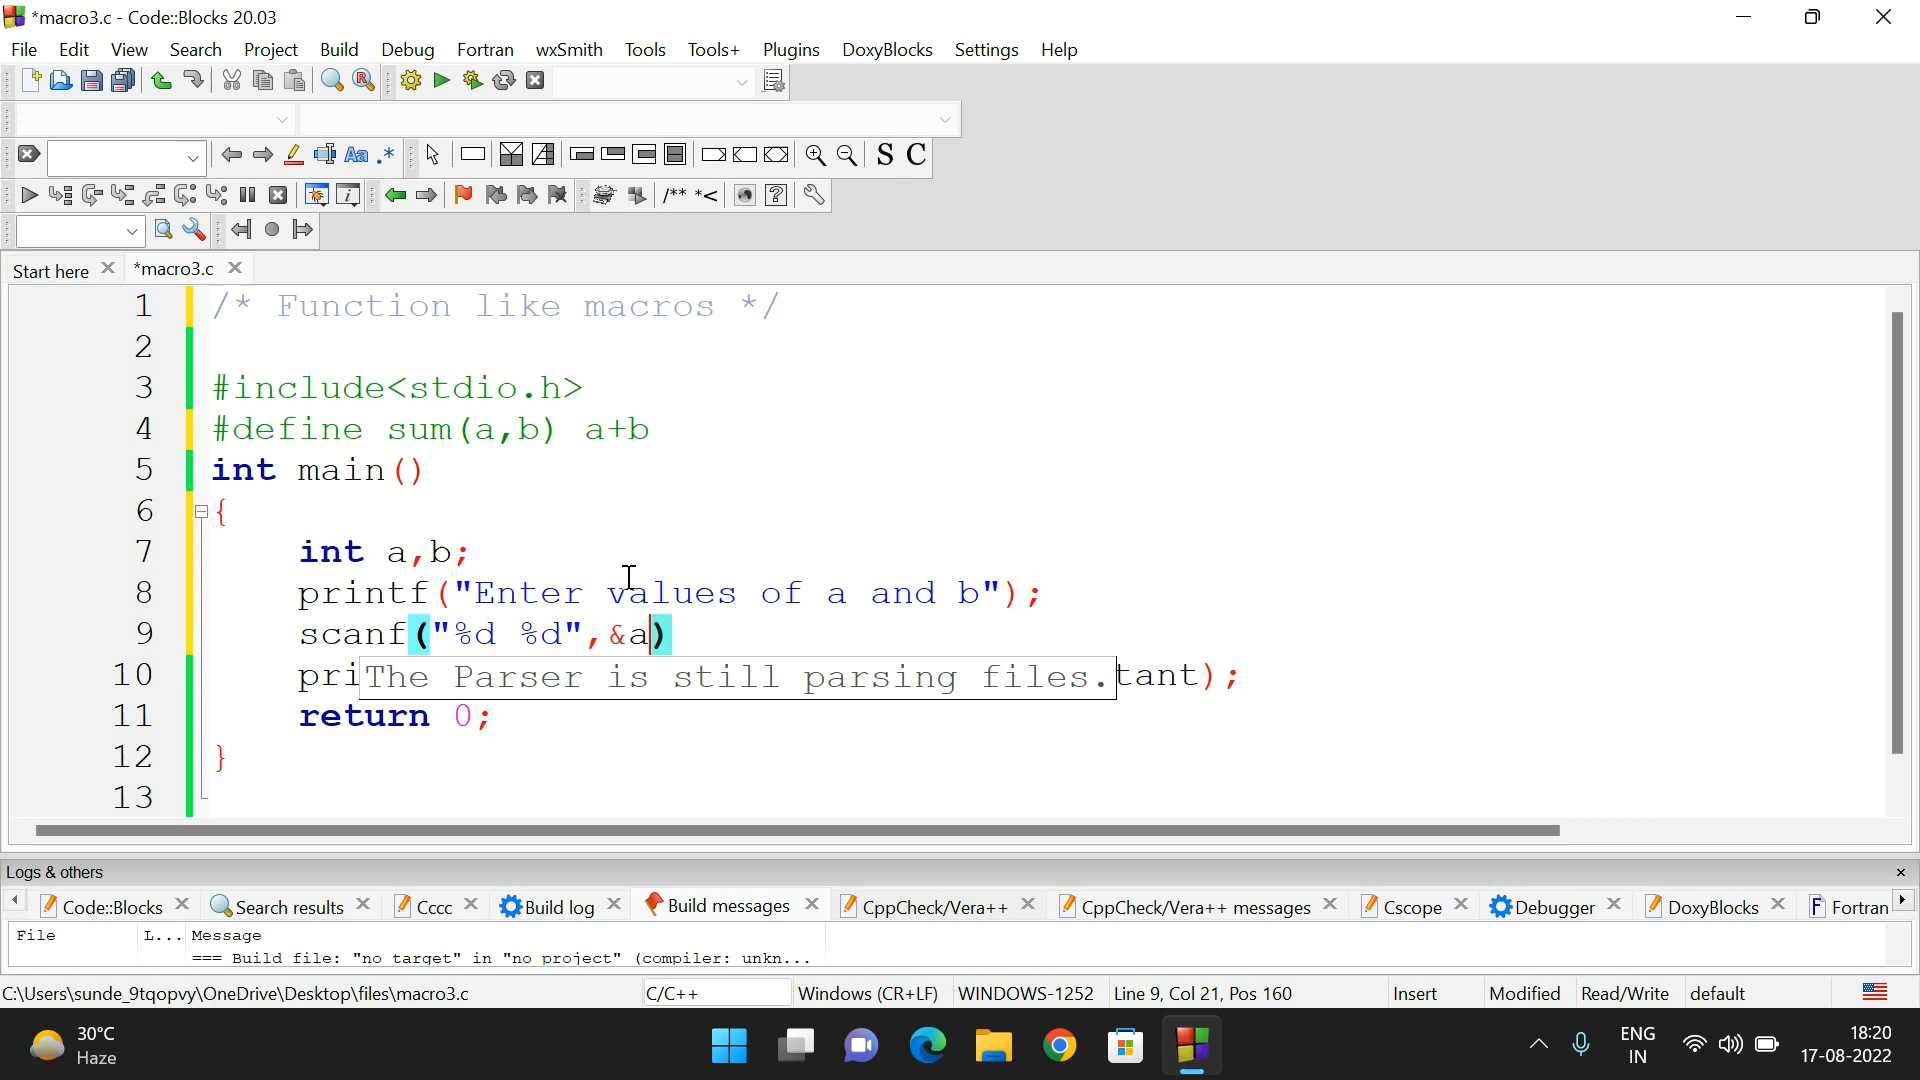 *macro3.c - Code::Blocks 20.03
File Edit View Search Project Build Debug Fortran wxSmith Tools Tools+ Plugins DoxyBlocks Settings Help
Aa .* S C
/** *<
Start here *macro3.c
1 /* Function like macros */
2
3 #include<stdio.h>
4 #define sum(a,b) a+b
5 int main()
6 {
7 int a,b;
8 printf("Enter values of a and b");
9 scanf("%d %d",&a)
10 pri The Parser is still parsing files. tant);
11 return 0;
12 }
13
Logs & others
Code::Blocks Search results Cccc Build log Build messages CppCheck/Vera++ CppCheck/Vera++ messages Cscope Debugger DoxyBlocks Fortran
File L... Message
=== Build file: "no target" in "no project" (compiler: unkn...
C:\Users\sunde_9tqopvy\OneDrive\Desktop\files\macro3.c C/C++ Windows (CR+LF) WINDOWS-1252 Line 9, Col 21, Pos 160 Insert Modified Read/Write default
30°C
Haze
ENG
IN
18:20
17-08-2022